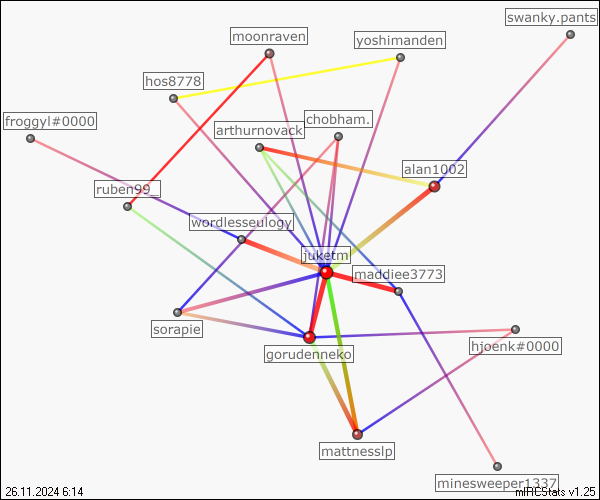 swanky.pants
moonraven
yoshimanden
hos8778
froggyl#0000
chobham.
arthurnovack
alan1002
ruben99_
wordlesseulogy
juketm
maddiee3773
sorapie
gorudenneko
hjoenk#0000
mattnesslp
minesweeper1337
26.11.2024 6:14
mIRCStats v1.25